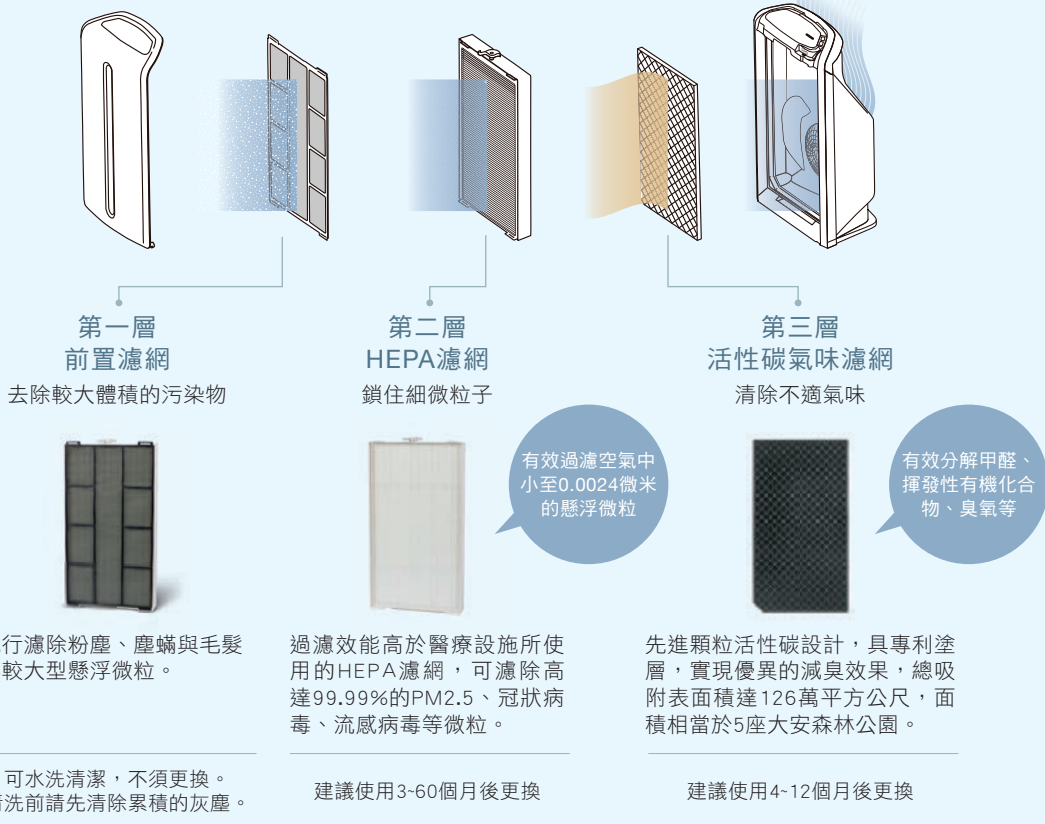 第一層
前置濾網
去除較大體積的污染物
行濾除粉塵、塵蟎與毛髮
較大型懸浮微粒。
可水洗清潔，不須更換。
洗前請先清除累積的灰塵。
第二層
HEPA濾網
鎖住細微粒子
有效過濾空氣中
小至0.0024微米
的懸浮微粒
過濾效能高於醫療設施所使
用的HEPA濾網，可濾除高
達99.99%的PM2.5、冠狀病
毒、流感病毒等微粒。
建議使用3~60個月後更換
第三層
活性碳氣味濾網
清除不適氣味
有效分解甲醛、
揮發性有機化合
物、臭氧等
先進顆粒活性碳設計，具專利塗
層，實現優異的減臭效果，總吸
附表面積達126萬平方公尺，面
積相當於5座大安森林公園。
建議使用4~12個月後更換